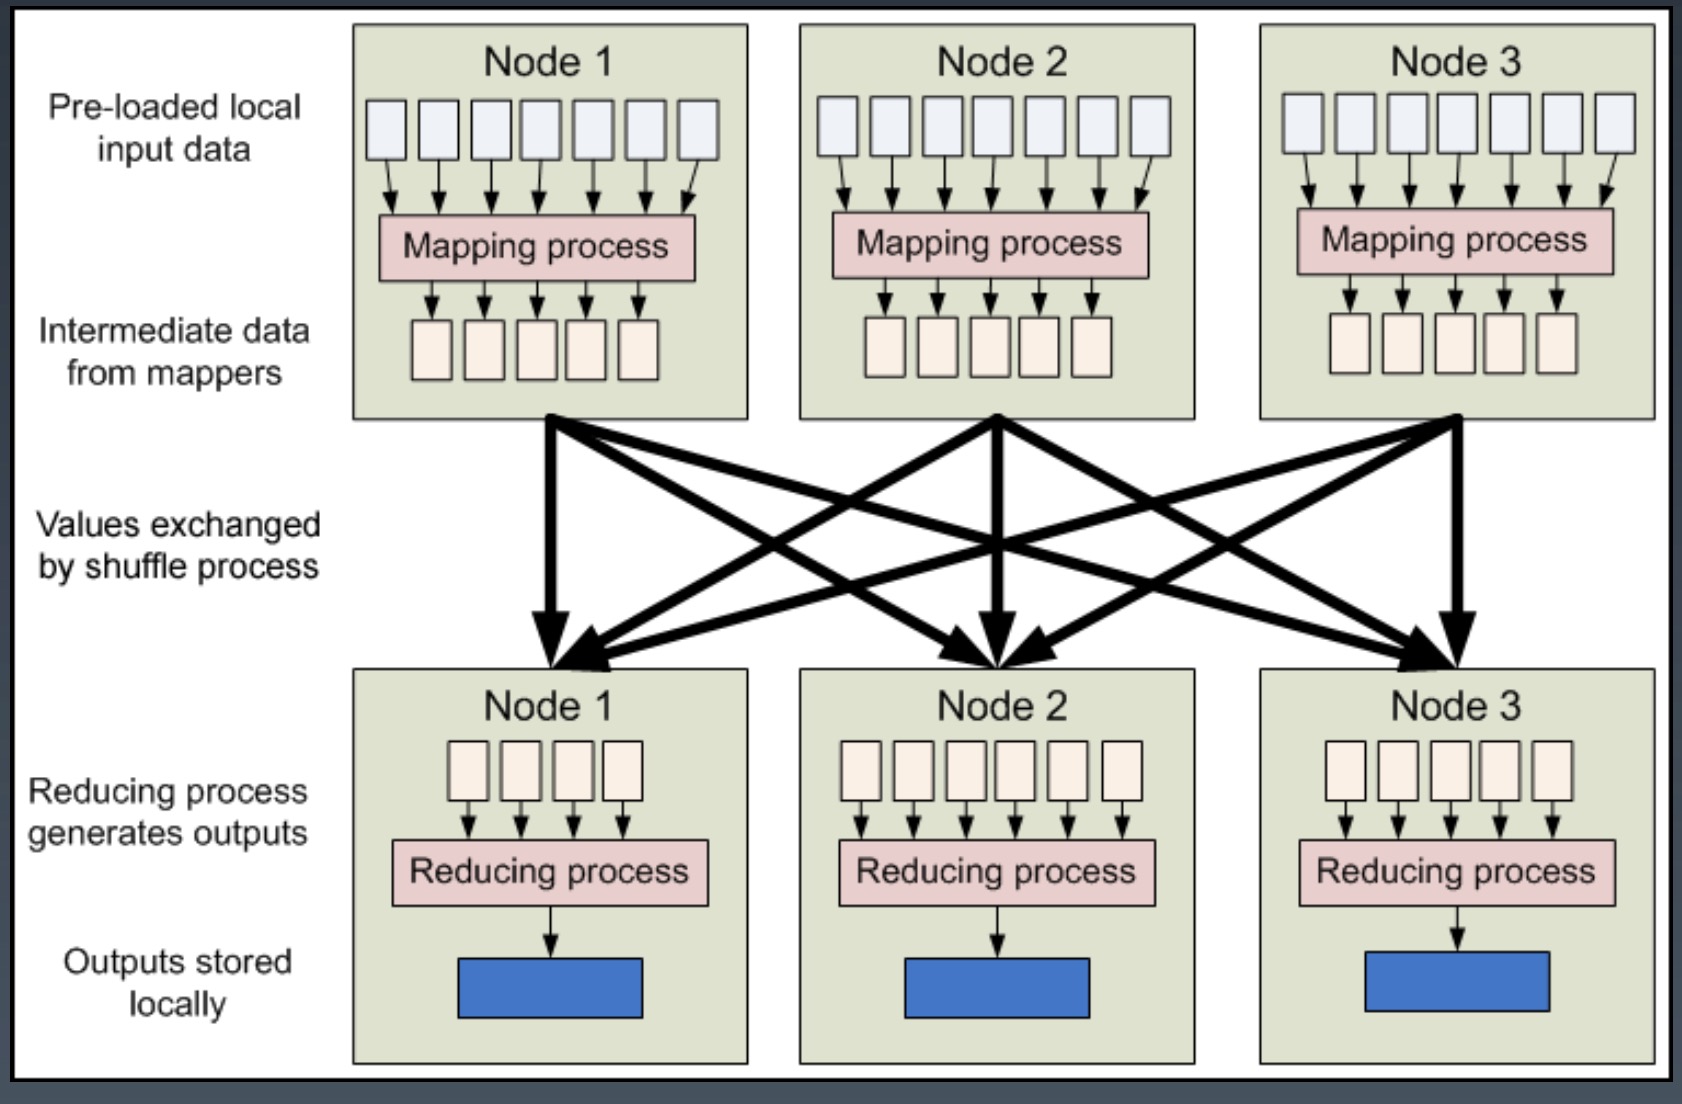 Node 1
Node 2
Node 3
Pre-loaded local
input data
Mapping process
Mapping process
Mapping process
Intermediate data
from mappers
Values exchanged
by shuffle process
Node 1
Node 2
Node 3
Reducing process
generates outputs
Reducing process
Reducing process
Reducing process
Outputs stored
locally